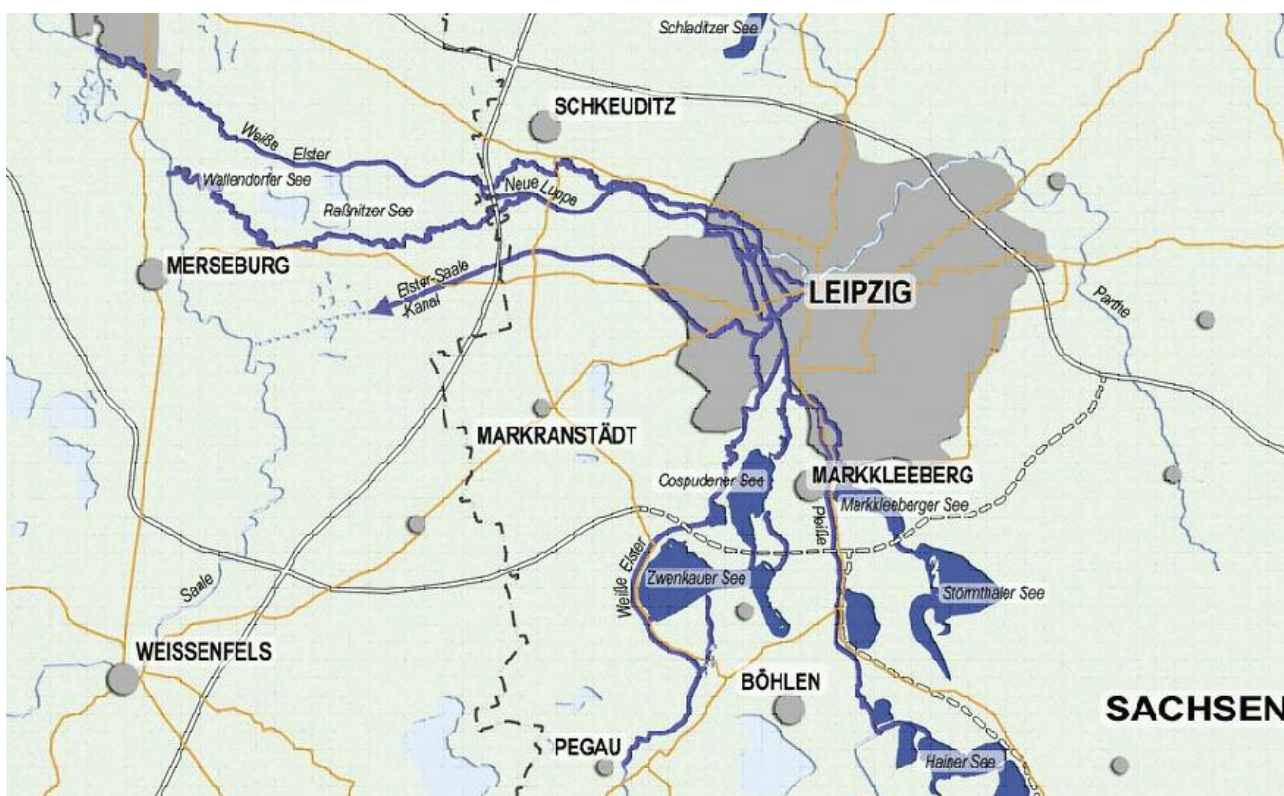 Schladitzer See
SCHKEUDITZ
Weiße Elster
Wallendorfer See
Neue Luppe
Raßnitzer See
MERSEBURG
Elster-Saale
Kanal
LEIPZIG
Parthe
MARKRANSTÄDT
Cospudener See
MARKKLEEBERG
Markkleeberger See
Pleiße
Weiße Elster
Zwenkauer See
Störmthaler See
Saale
WEISSENFELS
BÖHLEN
SACHSEN
PEGAU
Hainer See